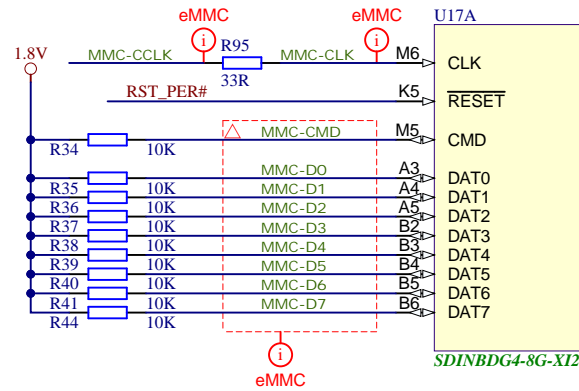 eMMC
eMMC
U17A
1.8V
MMC-CCLK
R95
MMC-CLK
M6
CLK
33R
RST_PER#
K5
RESET
R34
10K
MMC-CMD
M5
CMD
MMC-D0
A3
DAT0
R35
10K
MMC-D1
A4
DAT1
R36
10K
MMC-D2
A5
DAT2
R37
10K
MMC-D3
B2
DAT3
R38
10K
MMC-D4
B3
DAT4
R39
10K
MMC-D5
B4
DAT5
R40
10K
MMC-D6
B5
DAT6
R41
10K
MMC-D7
B6
DAT7
R44
10K
i
i
i
eMMC
SDINBDG4-8G-XI2